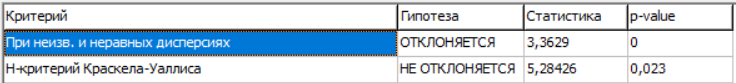 Критерий Гипотеза Статистика p-value
При неизв. и неравных дисперсиях ОТКЛОНЯЕТСЯ 3,3629 0
Н-критерий Краскела-Уаллиса НЕ ОТКЛОНЯЕТСЯ 5,28426 0,023